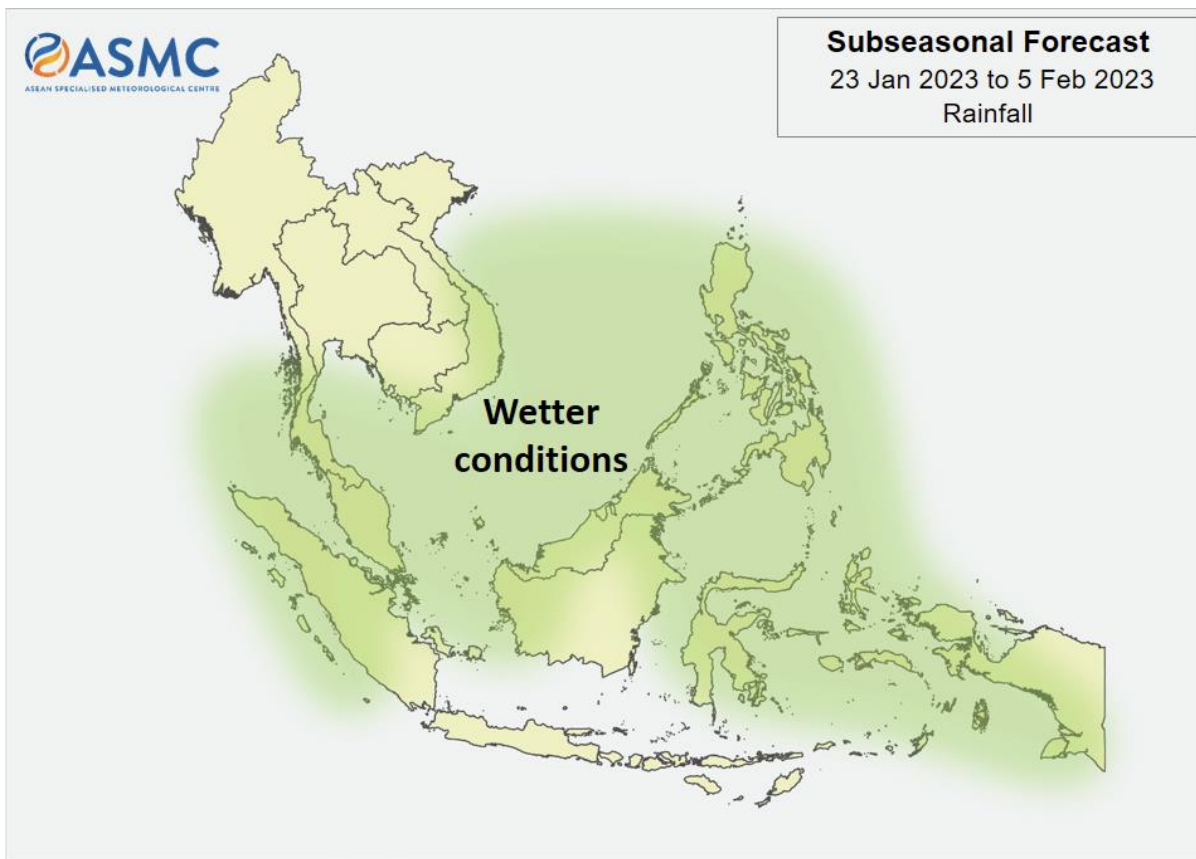 ASMC
ASEAN SPECIALISED METEOROLOGICAL CENTRE
Subseasonal Forecast
23 Jan 2023 to 5 Feb 2023
Rainfall
Wetter
conditions